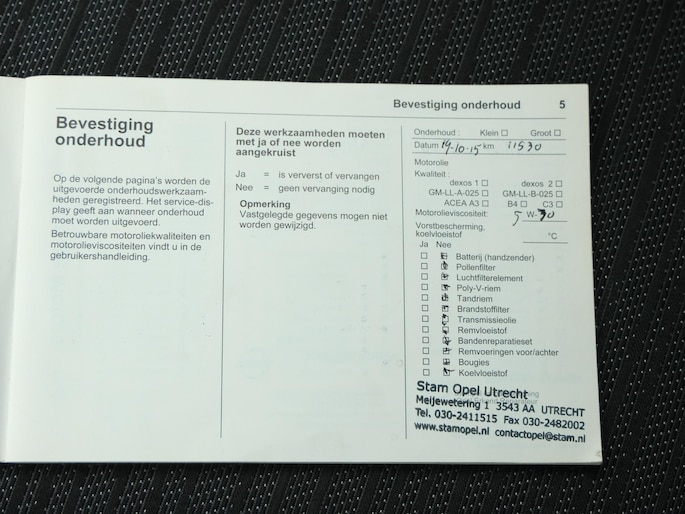 Bevestiging onderhoud 5
Bevestiging
onderhoud
Op de volgende pagina's worden de
uitgevoerde onderhoudswerkzaam-
heden geregistreerd. Het service-dis-
play geeft aan wanneer onderhoud
moet worden uitgevoerd.
Betrouwbare motoroliekwaliteiten en
motorolieviscositeiten vindt u in de
gebruikershandleiding.
Deze werkzaamheden moeten
met ja of nee worden
aangekruist
Ja = is ververst of vervangen
Nee = geen vervanging nodig
Opmerking
Vastgelegde gegevens mogen niet
worden gewijzigd.
Onderhoud : Klein ☐ Groot ☐
Datum 19-10-15 km 11530
Motorolie
Kwaliteit :
dexos 1 ☐ dexos 2 ☐
GM-LL-A-025 ☐ GM-LL-B-025 ☐
ACEA A3 ☐ B4 ☐ C3 ☐
Motorolieviscositeit: 5 W-30
Vorstbescherming,
koelvloeistof °C
Ja Nee
Batterij (handzender)
Pollenfilter
Luchtfilterelement
Poly-V-riem
Tandriem
Brandstoffilter
Transmissieolie
Remvloeistof
Bandenreparatieset
Remvoeringen voor/achter
Bougies
Koelvloeistof
Stam Opel Utrecht
Meijewetering 1 3543 AA UTRECHT
Tel. 030-2411515 Fax 030-2482002
www.stamopel.nl contactopel@stam.nl